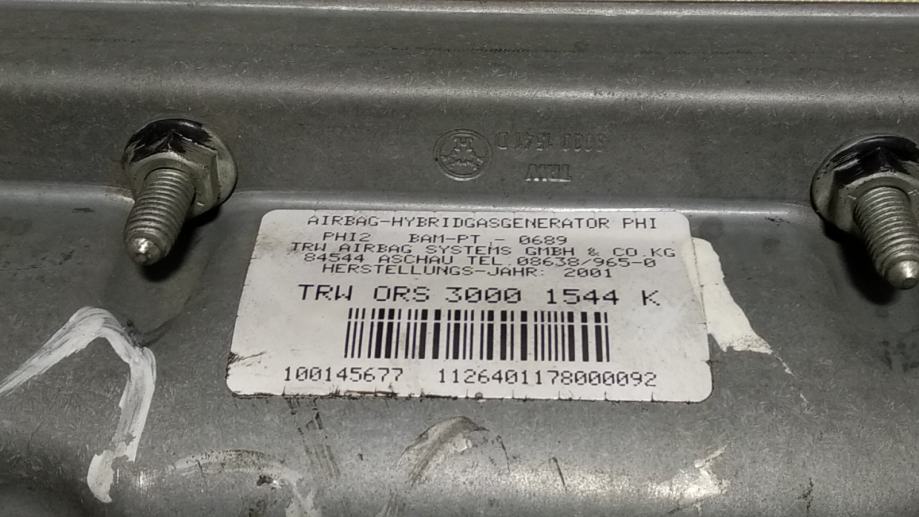 AIRBAG-HYBRIDGASGENERATOR PHI
PHI2 BAM-PT - 0689
TRW AIRBAG SYSTEMS GMBH & CO.KG
84544 ASCHAU TEL.08638/965-0
HERSTELLUNGS-JAHR: 2001
TRW ORS 3000 1544 K
100145677 1126401178000092
TRW